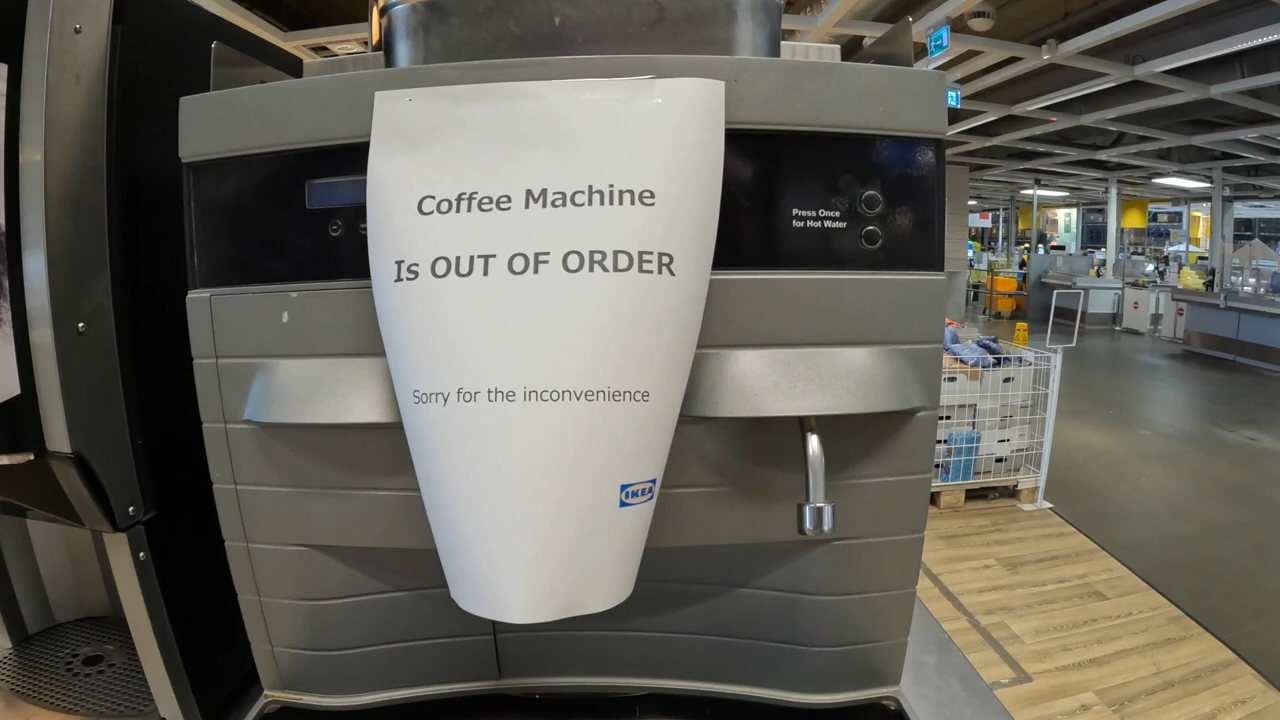 Coffee Machine
Is OUT OF ORDER
Sorry for the inconvenience
IKEA
Press Once
for Hot Water